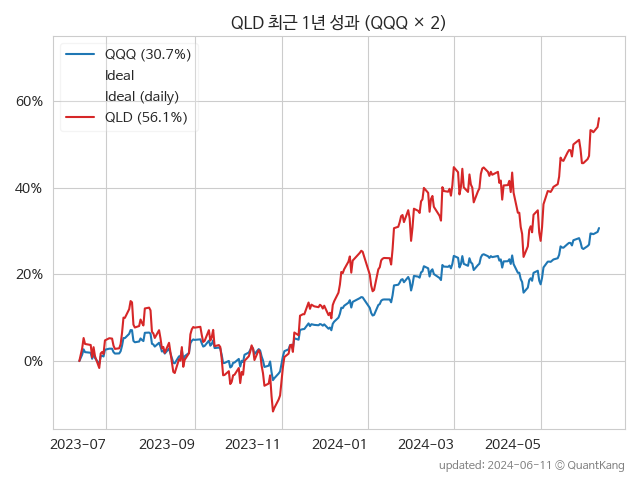 QLD 최근 1년 성과 (QQQ × 2)
QQQ (30.7%)
Ideal
Ideal (daily)
QLD (56.1%)
60%
40%
20%
0%
2023-07 2023-09 2023-11 2024-01 2024-03 2024-05
updated: 2024-06-11 © QuantKang